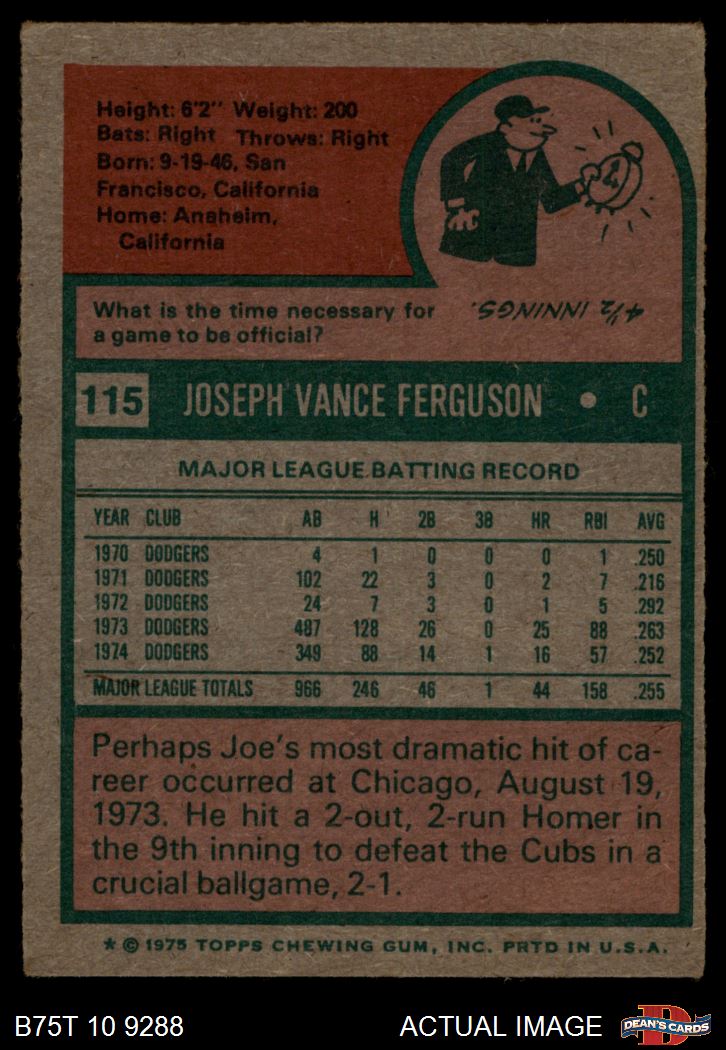 Height: 6'2" Weight: 200
Bats: Right Throws: Right
Born: 9-19-46, San
Francisco, California
Home: Anaheim,
California
What is the time necessary for
a game to be official?
4½ INNINGS.
115 JOSEPH VANCE FERGUSON • C
MAJOR LEAGUE BATTING RECORD
YEAR CLUB AB H 2B 3B HR RBI AVG
1970 DODGERS 4 1 0 0 0 1 .250
1971 DODGERS 102 22 3 0 2 7 .216
1972 DODGERS 24 7 3 0 1 5 .292
1973 DODGERS 487 128 26 0 25 88 .263
1974 DODGERS 349 88 14 1 16 57 .252
MAJOR LEAGUE TOTALS 966 246 46 1 44 158 .255
Perhaps Joe's most dramatic hit of ca-
reer occurred at Chicago, August 19,
1973. He hit a 2-out, 2-run Homer in
the 9th inning to defeat the Cubs in a
crucial ballgame, 2-1.
* © 1975 TOPPS CHEWING GUM, INC. PRTD IN U.S.A.
B75T 10 9288 ACTUAL IMAGE D DEAN'S CARDS